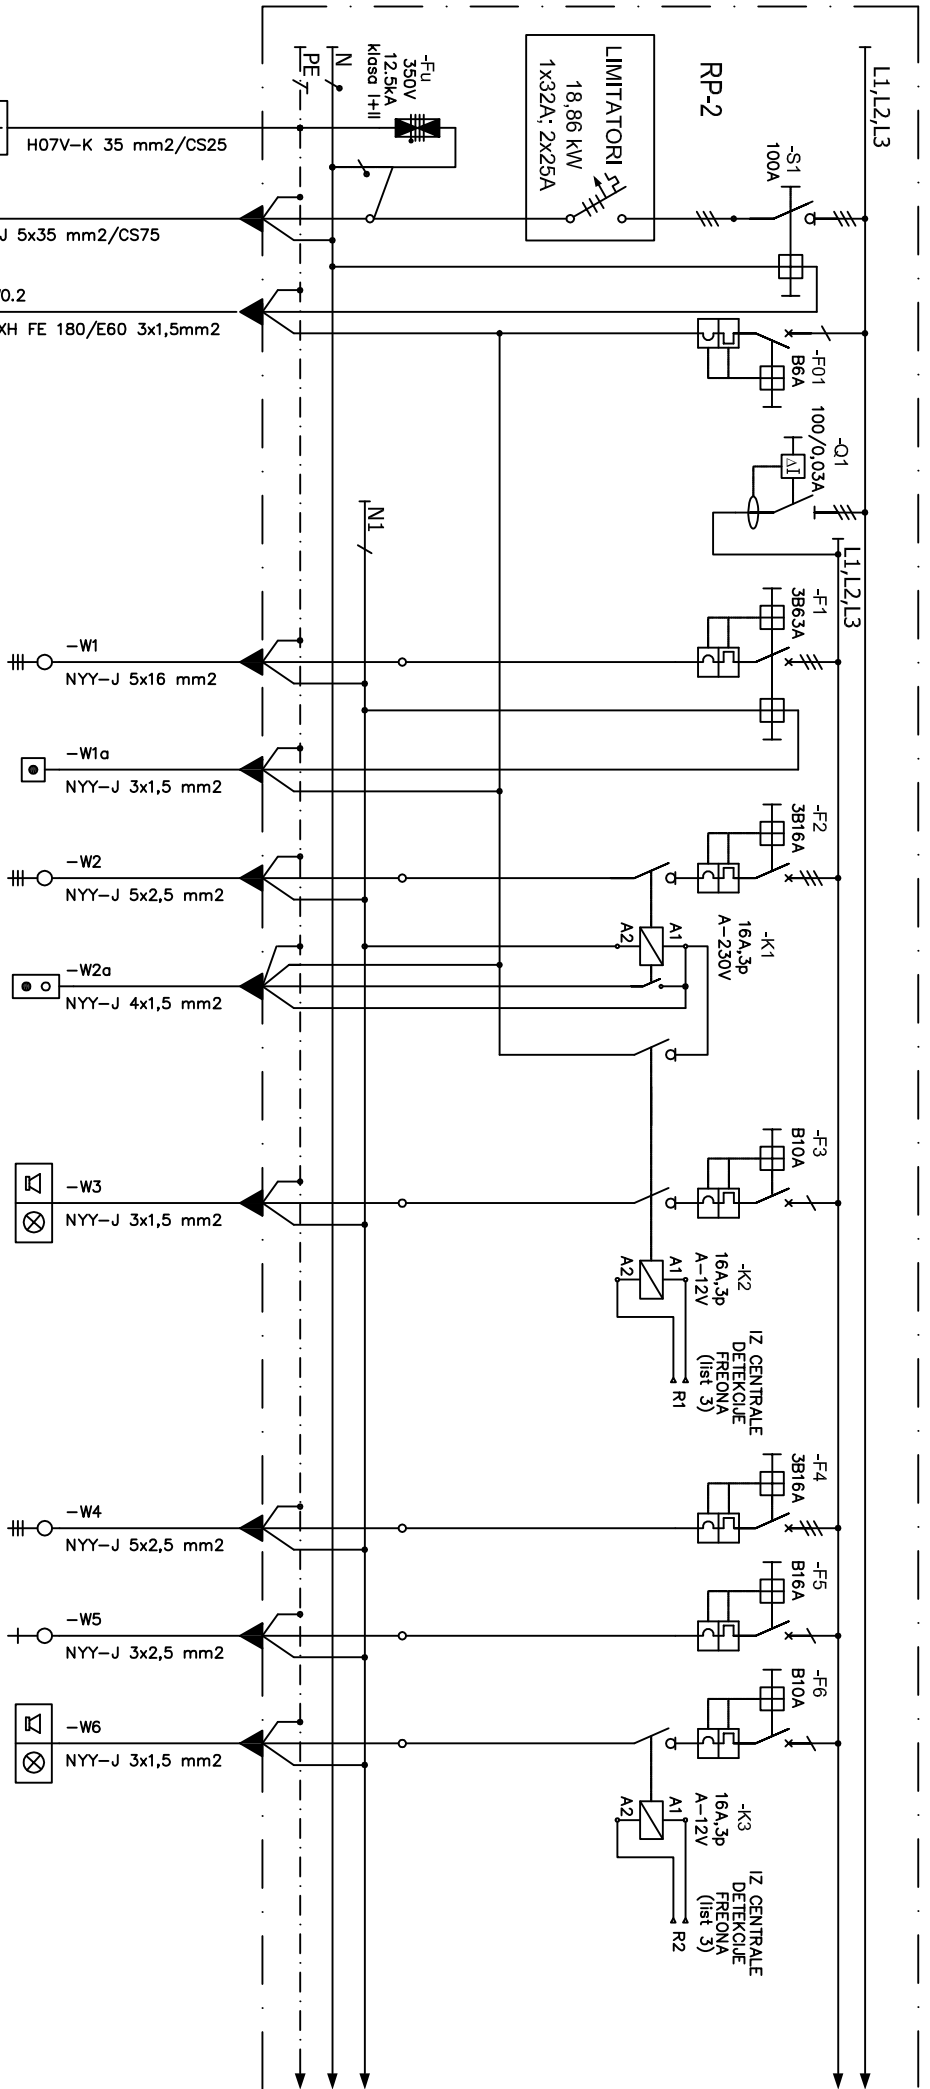 L1,L2,L3
RP-2
-S1
100A
LIMITATORI
18,86 kW
1x32A; 2x25A
-Fu
350V
12.5kA
klasa I+II
N
PE
H07V-K 35 mm2/CS25
J 5x35 mm2/CS75
0.2
XH FE 180/E60 3x1,5mm2
-F01
B6A
-Q1
100/0,03A
ΔI
N1
L1,L2,L3
-F1
3B63A
-W1
NYY-J 5x16 mm2
-W1a
NYY-J 3x1,5 mm2
-F2
3B16A
-W2
NYY-J 5x2,5 mm2
-K1
16A,3p
A-230V
A1
A2
-W2a
NYY-J 4x1,5 mm2
-F3
B10A
-W3
NYY-J 3x1,5 mm2
-K2
16A,3p
A-12V
A1
A2
IZ CENTRALE
DETEKCIJE
FREONA
(list 3)
R1
-F4
3B16A
-W4
NYY-J 5x2,5 mm2
-F5
B16A
-W5
NYY-J 3x2,5 mm2
-F6
B10A
-W6
NYY-J 3x1,5 mm2
-K3
16A,3p
A-12V
A1
A2
IZ CENTRALE
DETEKCIJE
FREONA
(list 3)
R2